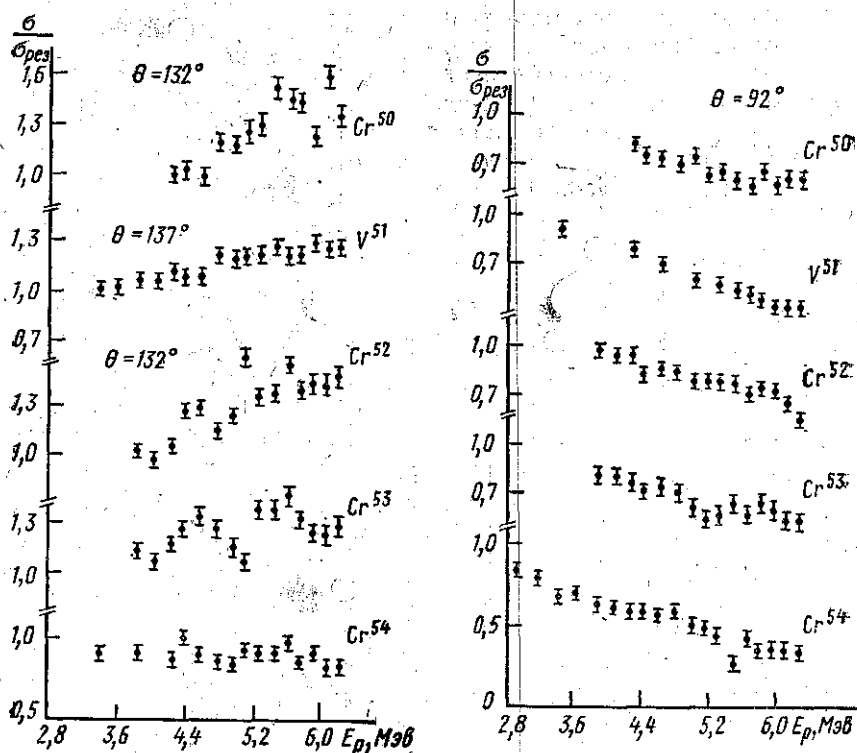 σ/σрез
1,6
θ=132°
Cr⁵⁰
1,3
1,0
θ=137°
V⁵¹
1,3
1,0
0,7
θ=132°
Cr⁵²
1,3
1,0
Cr⁵³
1,3
1,0
Cr⁵⁴
1,0
0,5
2,8 3,6 4,4 5,2 6,0 Eр,Мэв
σ/σрез
θ=92°
1,0
Cr⁵⁰
0,7
1,0
0,7
V⁵¹
1,0
Cr⁵²
0,7
1,0
Cr⁵³
0,7
1,0
Cr⁵⁴
0,5
0
2,8 3,6 4,4 5,2 6,0 Eр,Мэв